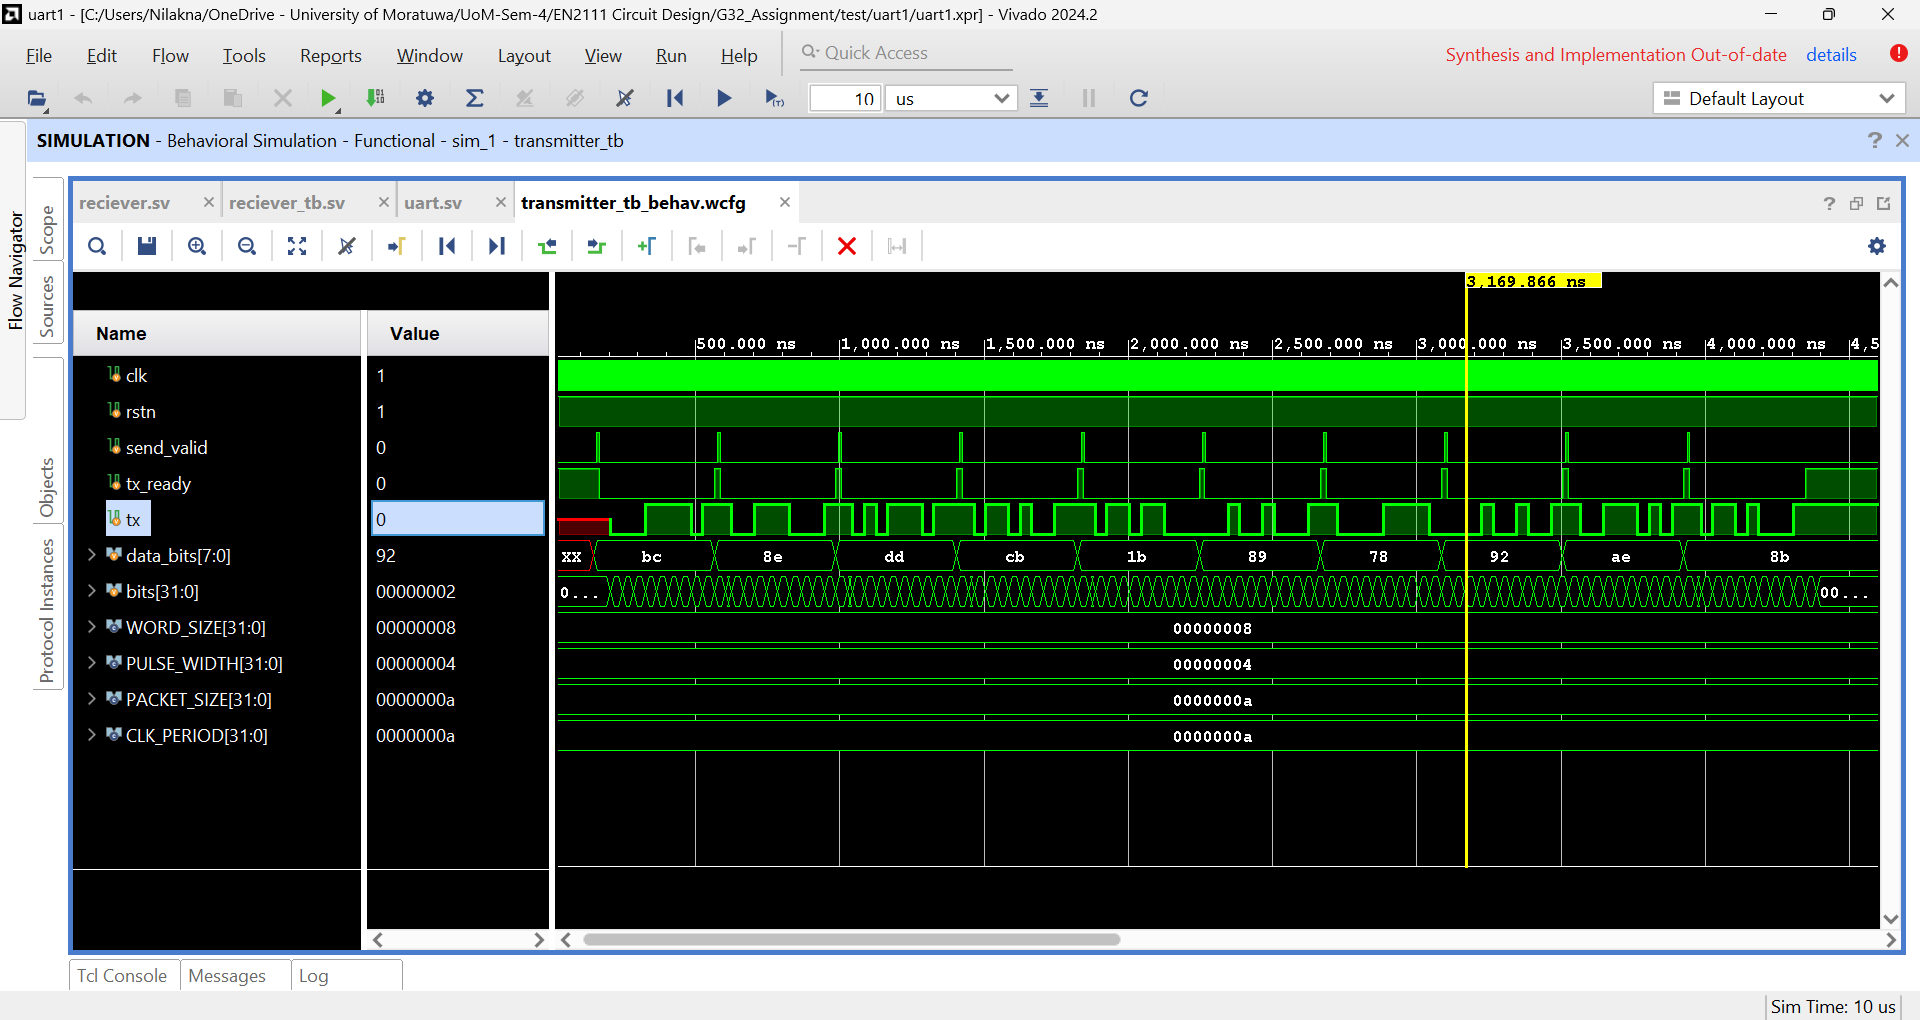 uart1 - [C:/Users/Nilakna/OneDrive - University of Moratuwa/UoM-Sem-4/EN2111 Circuit Design/G32_Assignment/test/uart1/uart1.xpr] - Vivado 2024.2
File Edit Flow Tools Reports Window Layout View Run Help Quick Access Synthesis and Implementation Out-of-date details
10 us Default Layout
SIMULATION - Behavioral Simulation - Functional - sim_1 - transmitter_tb
Flow Navigator
Scope
Sources
Objects
Protocol Instances
reciever.sv reciever_tb.sv uart.sv transmitter_tb_behav.wcfg
3,169.866 ns
Name Value
500.000 ns 1,000.000 ns 1,500.000 ns 2,000.000 ns 2,500.000 ns 3,000.000 ns 3,500.000 ns 4,000.000 ns 4,5
clk 1
rstn 1
send_valid 0
tx_ready 0
tx 0
data_bits[7:0] 92 XX bc 8e dd cb 1b 89 78 92 ae 8b
bits[31:0] 00000002 0... 00...
WORD_SIZE[31:0] 00000008 00000008
PULSE_WIDTH[31:0] 00000004 00000004
PACKET_SIZE[31:0] 0000000a 0000000a
CLK_PERIOD[31:0] 0000000a 0000000a
Tcl Console Messages Log
Sim Time: 10 us